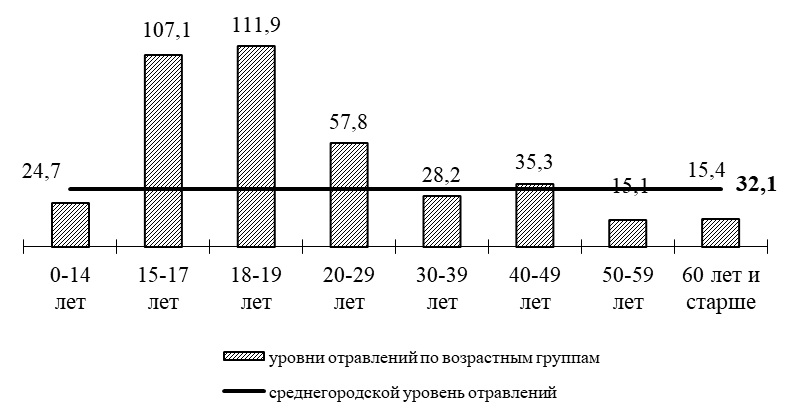 111,9
107,1
57,8
35,3
28,2
24,7
15,1
15,4
32,1
0-14 15-17 18-19 20-29 30-39 40-49 50-59 60 лет и
лет лет лет лет лет лет лет старше
уровни отравлений по возрастным группам
среднегородской уровень отравлений